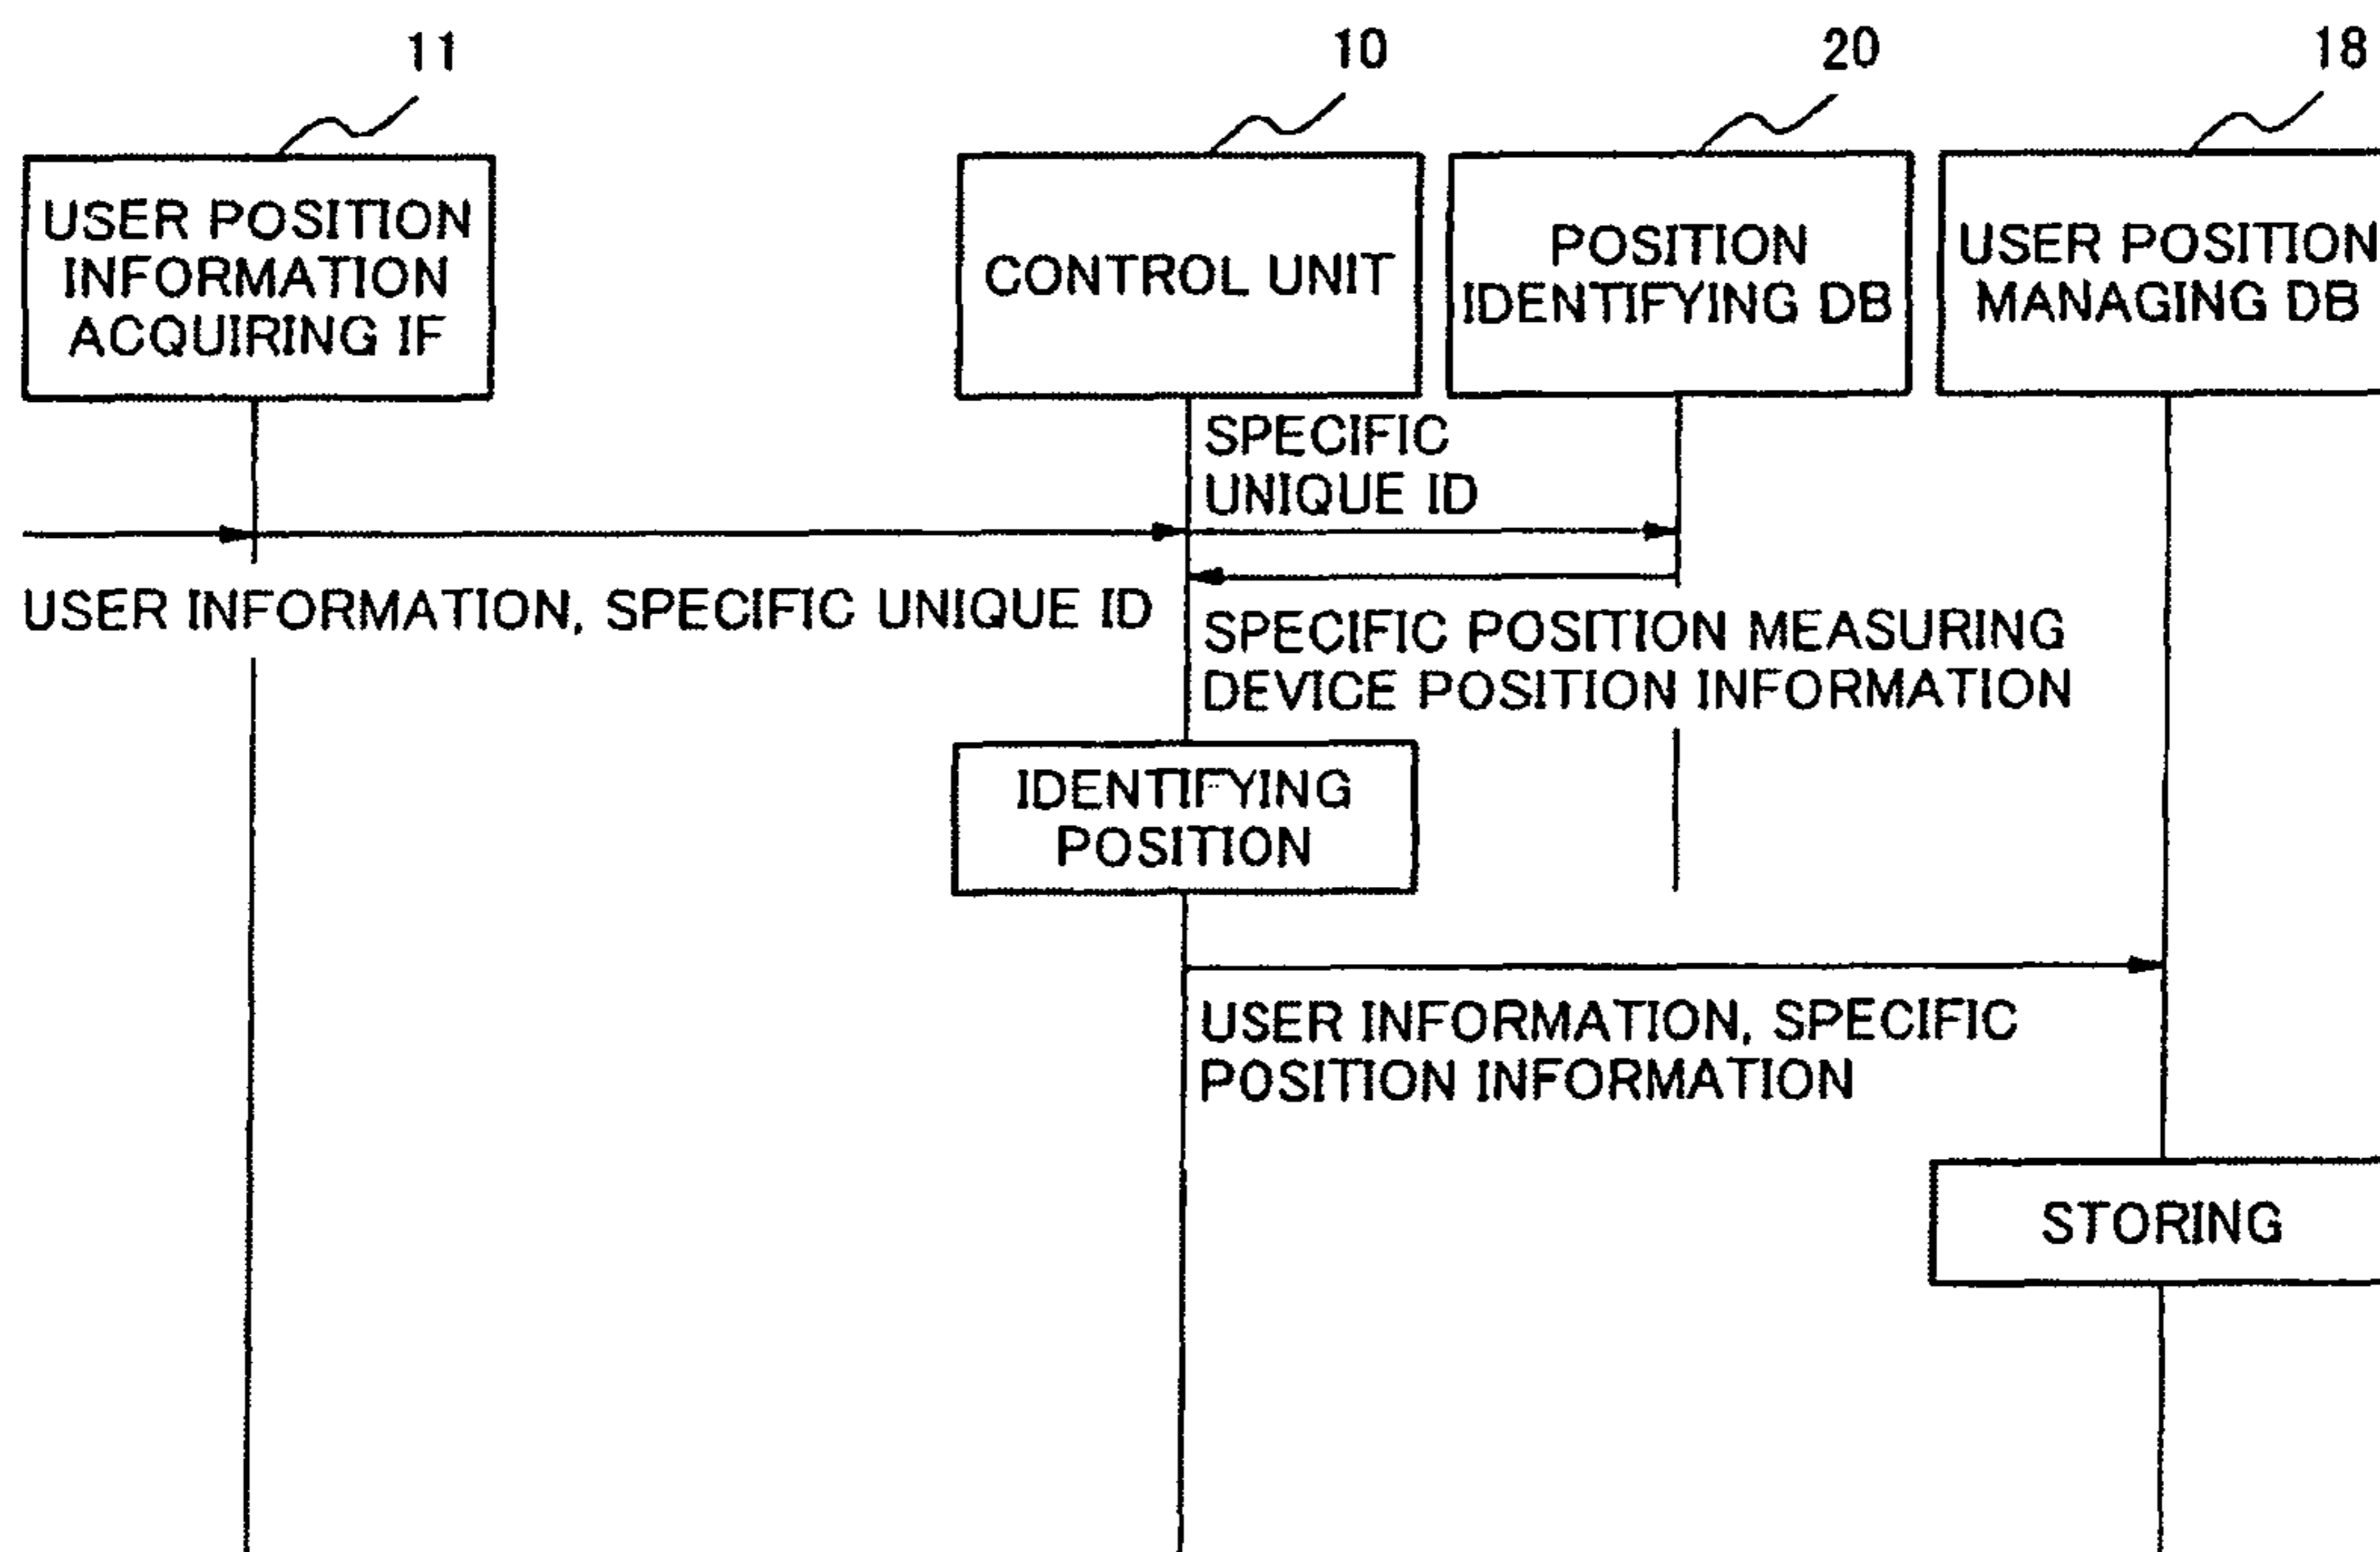 11
10
20
18
USER POSITION
INFORMATION
ACQUIRING IF
CONTROL UNIT
POSITION
IDENTIFYING DB
USER POSITION
MANAGING DB
SPECIFIC
UNIQUE ID
USER INFORMATION, SPECIFIC UNIQUE ID
SPECIFIC POSITION MEASURING
DEVICE POSITION INFORMATION
IDENTIFYING
POSITION
USER INFORMATION, SPECIFIC
POSITION INFORMATION
STORING